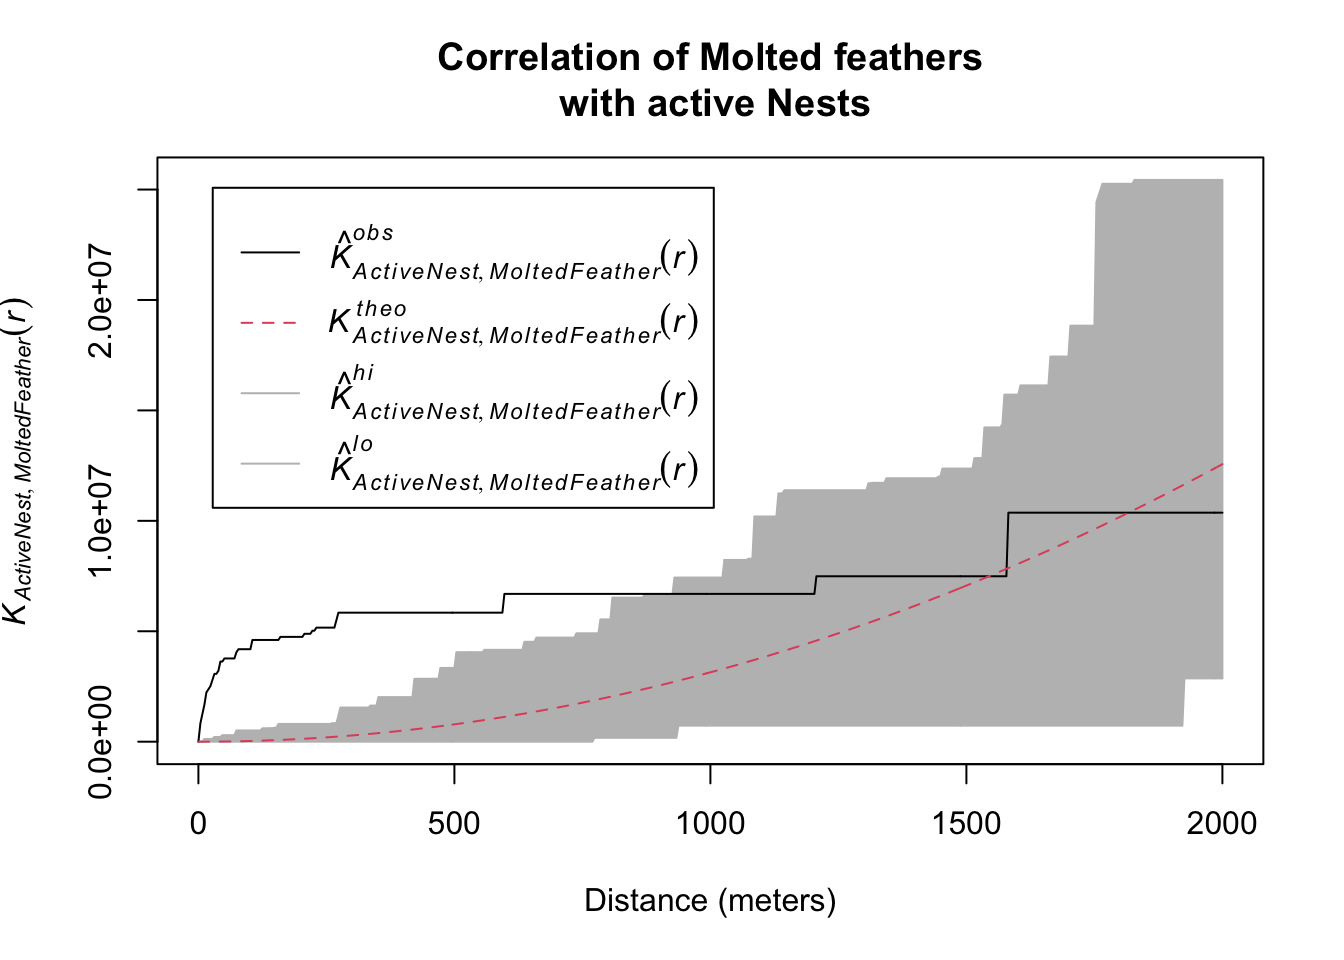 Correlation of Molted feathers
with active Nests
K̂^obs_ActiveNest, MoltedFeather(r)
K^theo_ActiveNest, MoltedFeather(r)
K̂^hi_ActiveNest, MoltedFeather(r)
K̂^lo_ActiveNest, MoltedFeather(r)
K_ActiveNest, MoltedFeather(r)
2.0e+07
1.0e+07
0.0e+00
0 500 1000 1500 2000
Distance (meters)